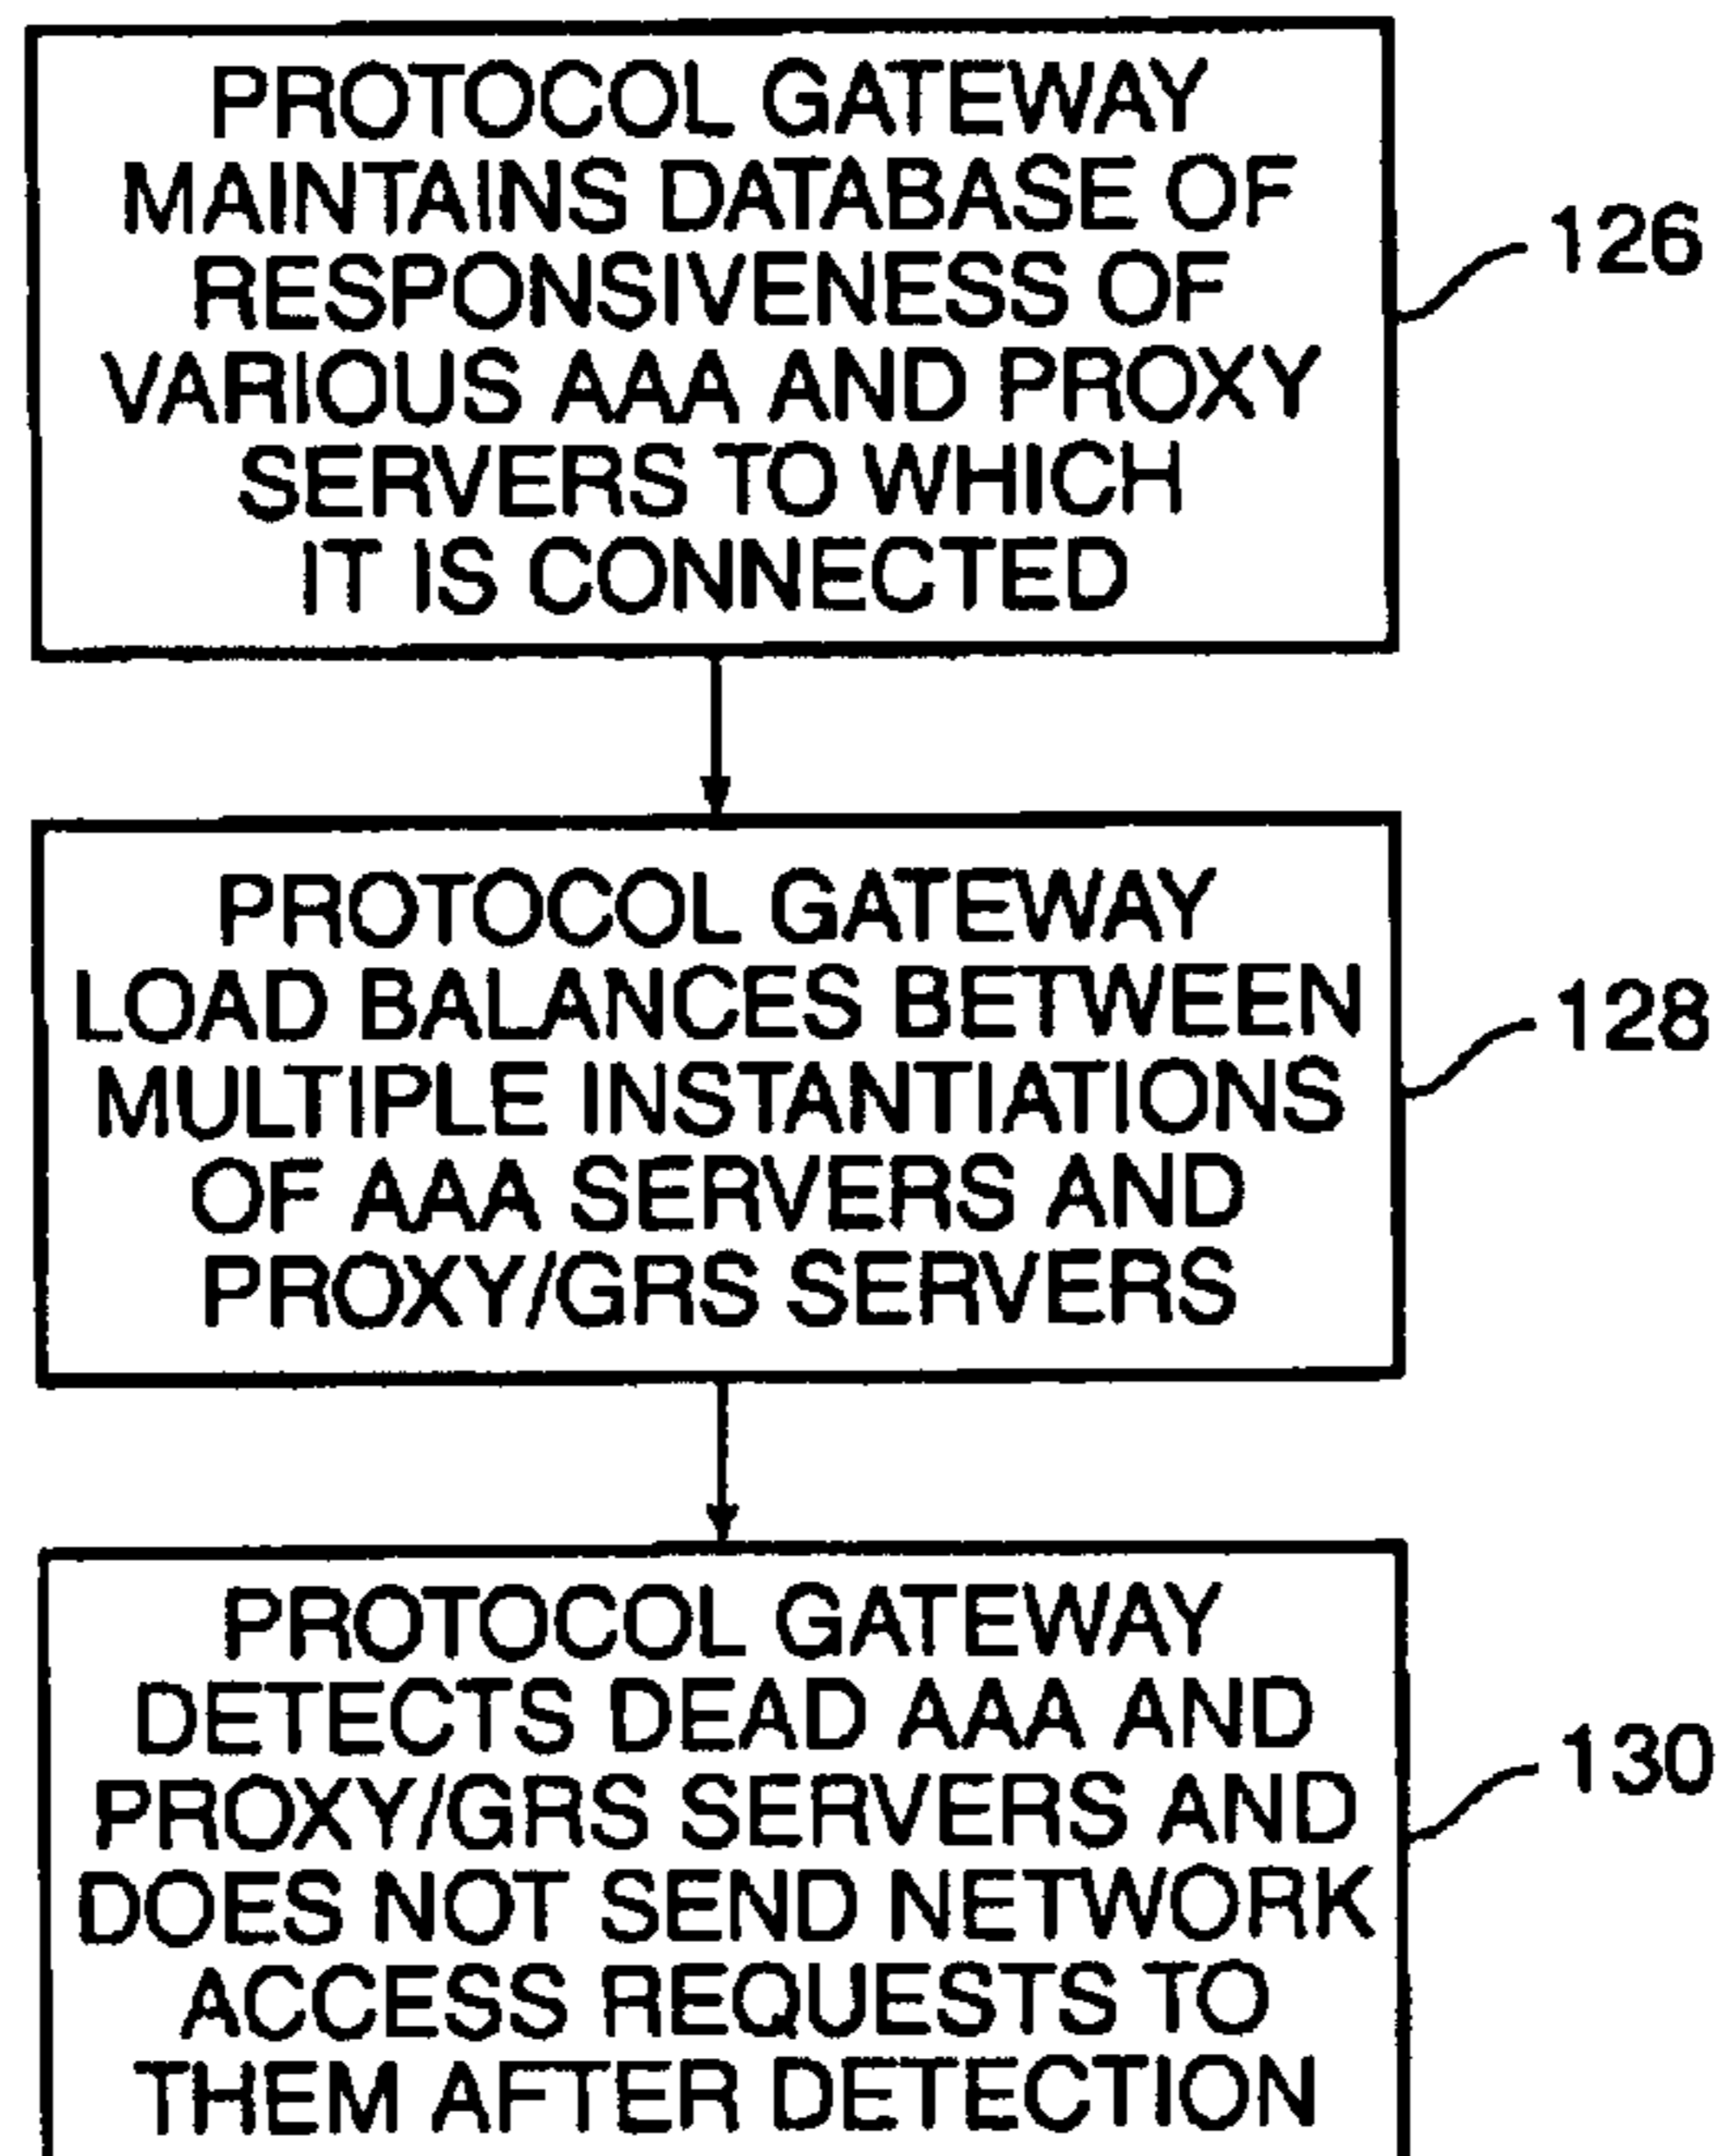 PROTOCOL GATEWAY
MAINTAINS DATABASE OF
RESPONSIVENESS OF
VARIOUS AAA AND PROXY
SERVERS TO WHICH
IT IS CONNECTED
126
PROTOCOL GATEWAY
LOAD BALANCES BETWEEN
MULTIPLE INSTANTIATIONS
OF AAA SERVERS AND
PROXY/GRS SERVERS
128
PROTOCOL GATEWAY
DETECTS DEAD AAA AND
PROXY/GRS SERVERS AND
DOES NOT SEND NETWORK
ACCESS REQUESTS TO
THEM AFTER DETECTION
130